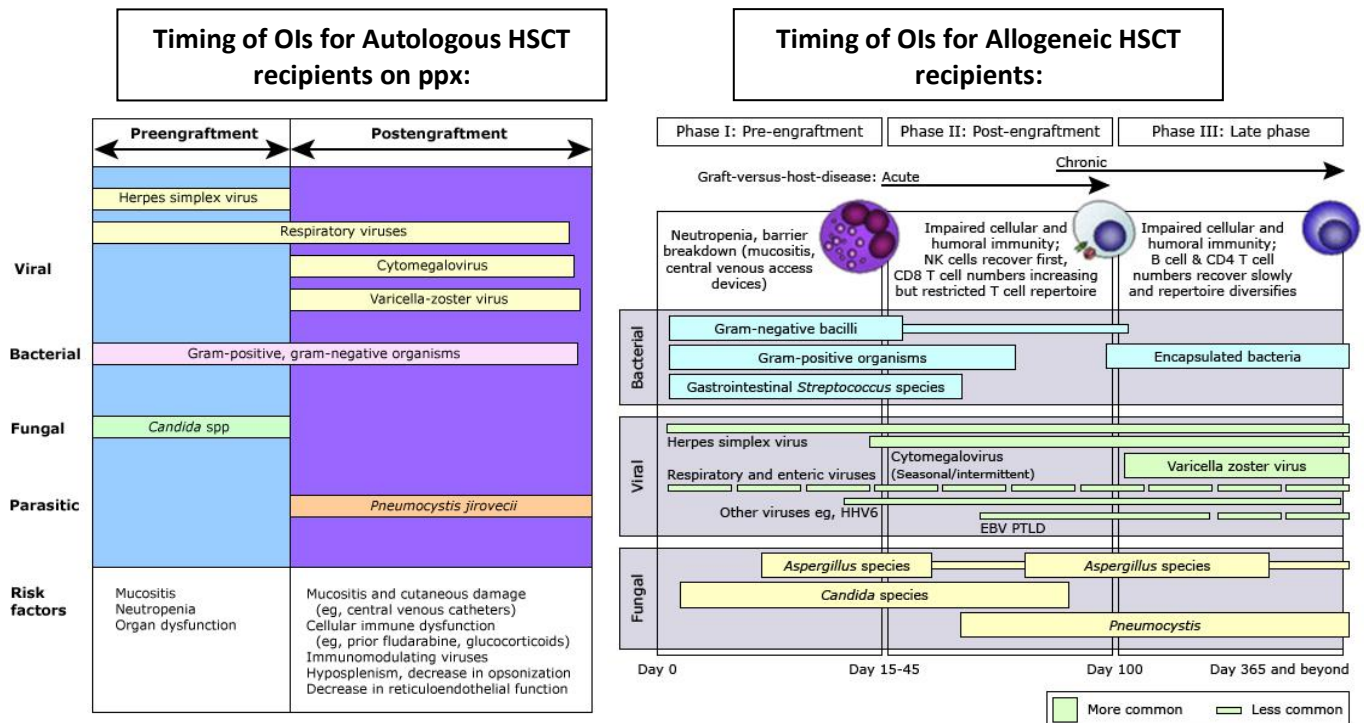 Timing of OIs for Autologous HSCT
recipients on ppx:
Preengraftment
Postengraftment
Viral
Herpes simplex virus
Respiratory viruses
Cytomegalovirus
Varicella-zoster virus
Bacterial
Gram-positive, gram-negative organisms
Fungal
Candida spp
Parasitic
Pneumocystis jirovecii
Risk
factors
Mucositis
Neutropenia
Organ dysfunction
Mucositis and cutaneous damage
(eg, central venous catheters)
Cellular immune dysfunction
(eg, prior fludarabine, glucocorticoids)
Immunomodulating viruses
Hyposplenism, decrease in opsonization
Decrease in reticuloendothelial function
Timing of OIs for Allogeneic HSCT
recipients:
Phase I: Pre-engraftment
Phase II: Post-engraftment
Phase III: Late phase
Chronic
Graft-versus-host-disease: Acute
Neutropenia, barrier
breakdown (mucositis,
central venous access
devices)
Impaired cellular and
humoral immunity;
NK cells recover first,
CD8 T cell numbers increasing
but restricted T cell repertoire
Impaired cellular and
humoral immunity;
B cell & CD4 T cell
numbers recover slowly
and repertoire diversifies
Bacterial
Gram-negative bacilli
Gram-positive organisms
Encapsulated bacteria
Gastrointestinal Streptococcus species
Viral
Herpes simplex virus
Cytomegalovirus
(Seasonal/intermittent)
Respiratory and enteric viruses
Varicella zoster virus
Other viruses eg, HHV6
EBV PTLD
Fungal
Aspergillus species
Aspergillus species
Candida species
Pneumocystis
Day 0
Day 15-45
Day 100
Day 365 and beyond
More common
Less common